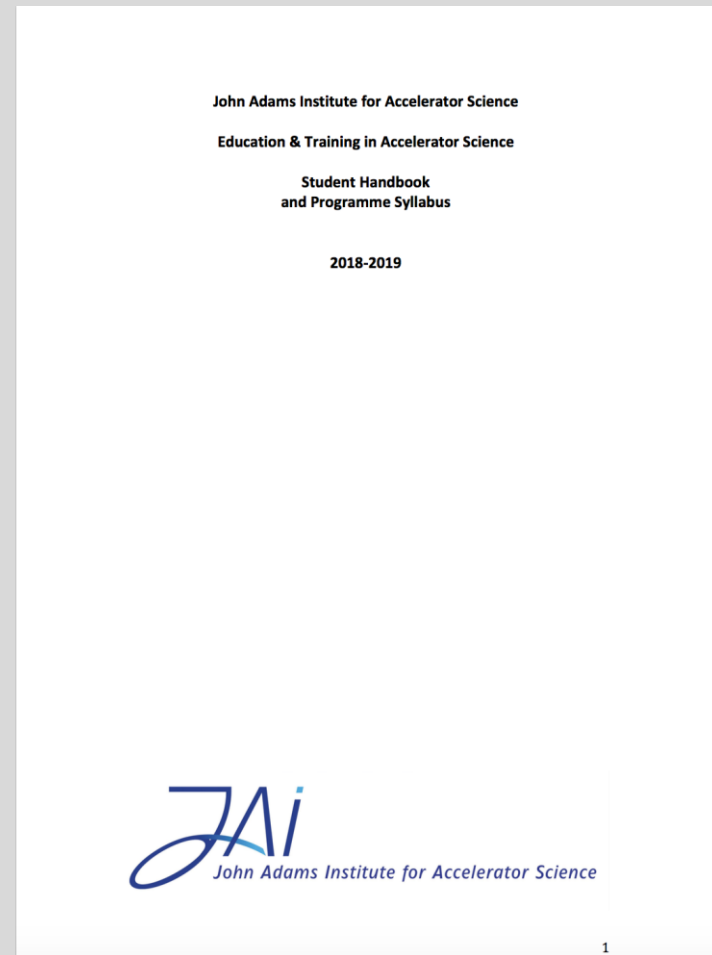 John Adams Institute for Accelerator Science
Education & Training in Accelerator Science
Student Handbook
and Programme Syllabus
2018-2019
JAi
John Adams Institute for Accelerator Science
1